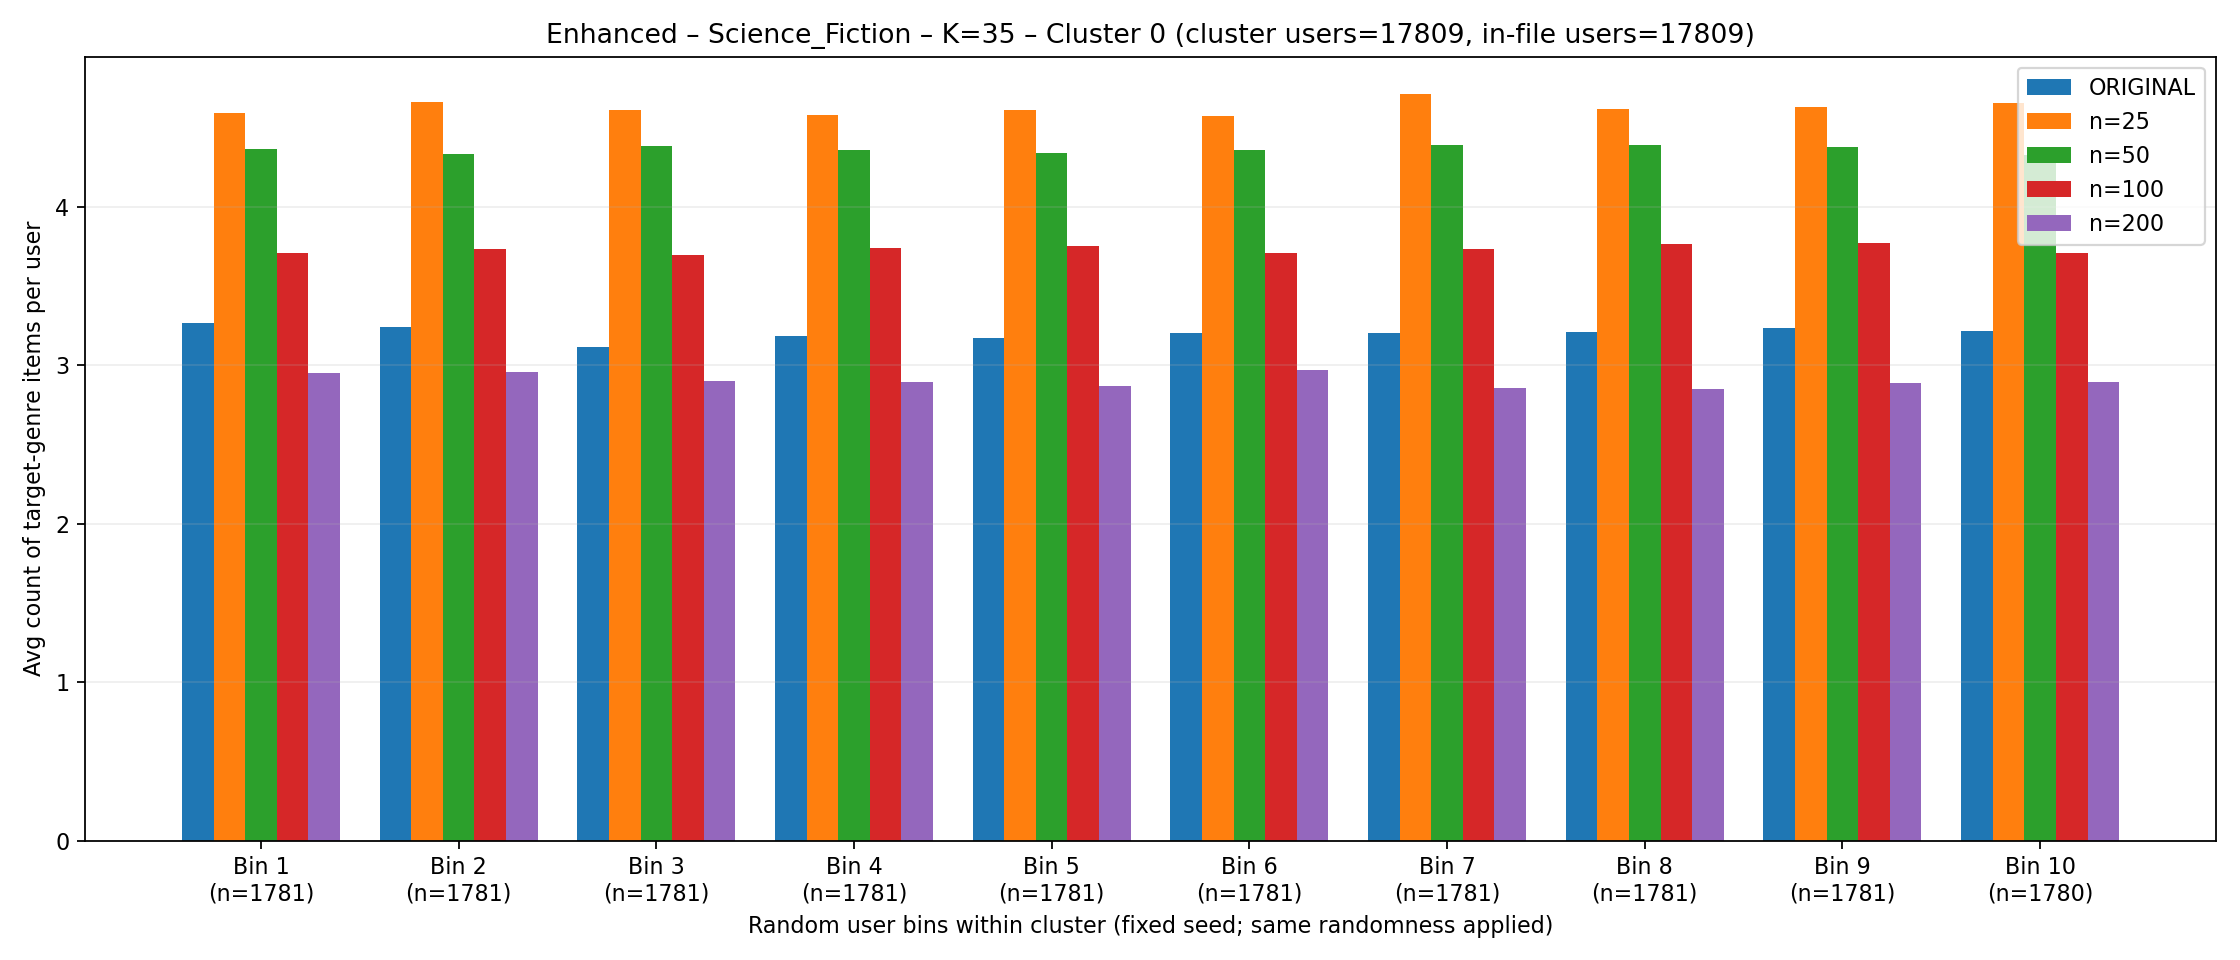 Enhanced – Science_Fiction – K=35 – Cluster 0 (cluster users=17809, in-file users=17809)
Avg count of target-genre items per user
4
3
2
1
0
ORIGINAL
n=25
n=50
n=100
n=200
Bin 1 Bin 2 Bin 3 Bin 4 Bin 5 Bin 6 Bin 7 Bin 8 Bin 9 Bin 10
(n=1781) (n=1781) (n=1781) (n=1781) (n=1781) (n=1781) (n=1781) (n=1781) (n=1781) (n=1780)
Random user bins within cluster (fixed seed; same randomness applied)